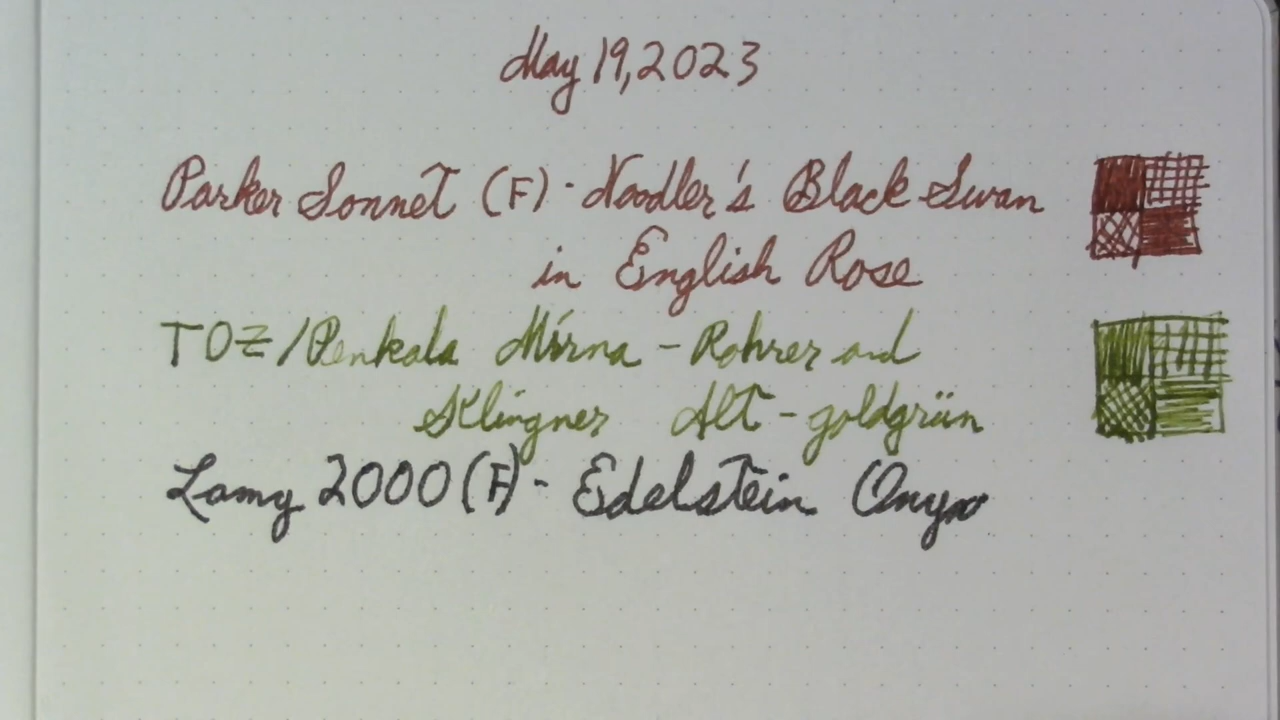 May 19, 2023
Parker Sonnet (F) · Noodler's Black Swan
in English Rose
TOZ/Penkala Mirna - Rohrer and
Klingner Alt-goldgrün
Lamy 2000 (F) - Edelstein Onyx